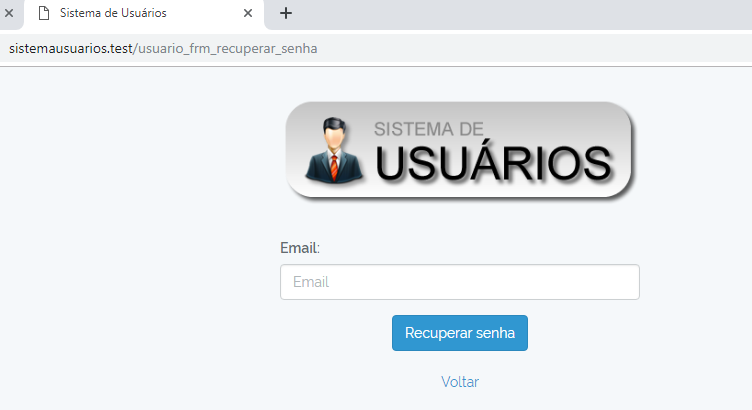 Sistema de Usuários
sistemausuarios.test/usuario_frm_recuperar_senha
SISTEMA DE
USUÁRIOS
Email:
Email
Recuperar senha
Voltar